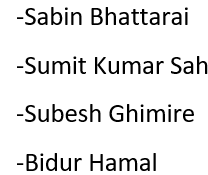 -Sabin Bhattarai
-Sumit Kumar Sah
-Subesh Ghimire
-Bidur Hamal